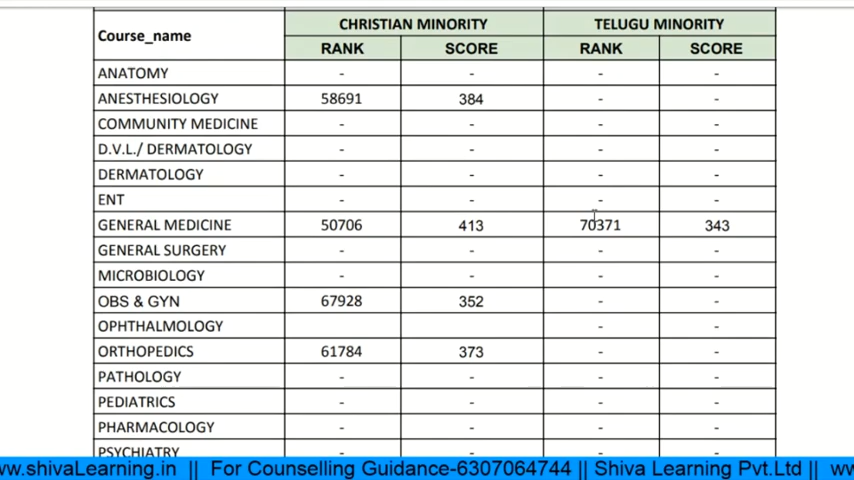 CHRISTIAN MINORITY TELUGU MINORITY
Course_name
RANK SCORE RANK SCORE
ANATOMY - - - -
ANESTHESIOLOGY 58691 384 - -
COMMUNITY MEDICINE - - - -
D.V.L./ DERMATOLOGY - - - -
DERMATOLOGY - - - -
ENT - - - -
GENERAL MEDICINE 50706 413 70371 343
GENERAL SURGERY - - - -
MICROBIOLOGY - - - -
OBS & GYN 67928 352 - -
OPHTHALMOLOGY - - -
ORTHOPEDICS 61784 373 - -
PATHOLOGY - - - -
PEDIATRICS - - - -
PHARMACOLOGY - - - -
PSYCHIATRY - - - -
ww.shivaLearning.in || For Counselling Guidance-6307064744 || Shiva Learning Pvt.Ltd || ww